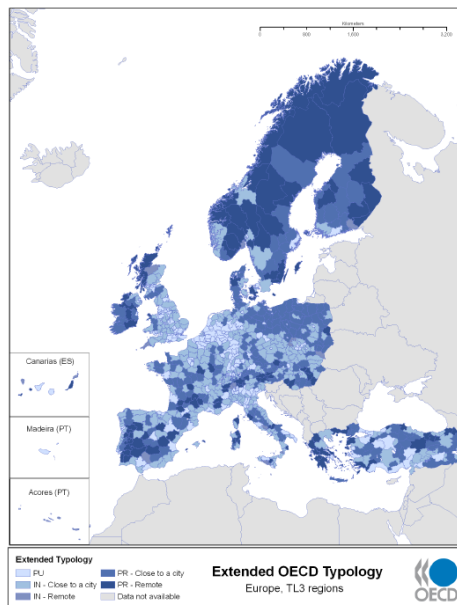 Kilometers
0 800 1,600 3,200
Canarias (ES)
Madeira (PT)
Acores (PT)
Extended Typology
PU
IN - Close to a city
IN - Remote
PR - Close to a city
PR - Remote
Data not available
Extended OECD Typology
Europe, TL3 regions
OECD